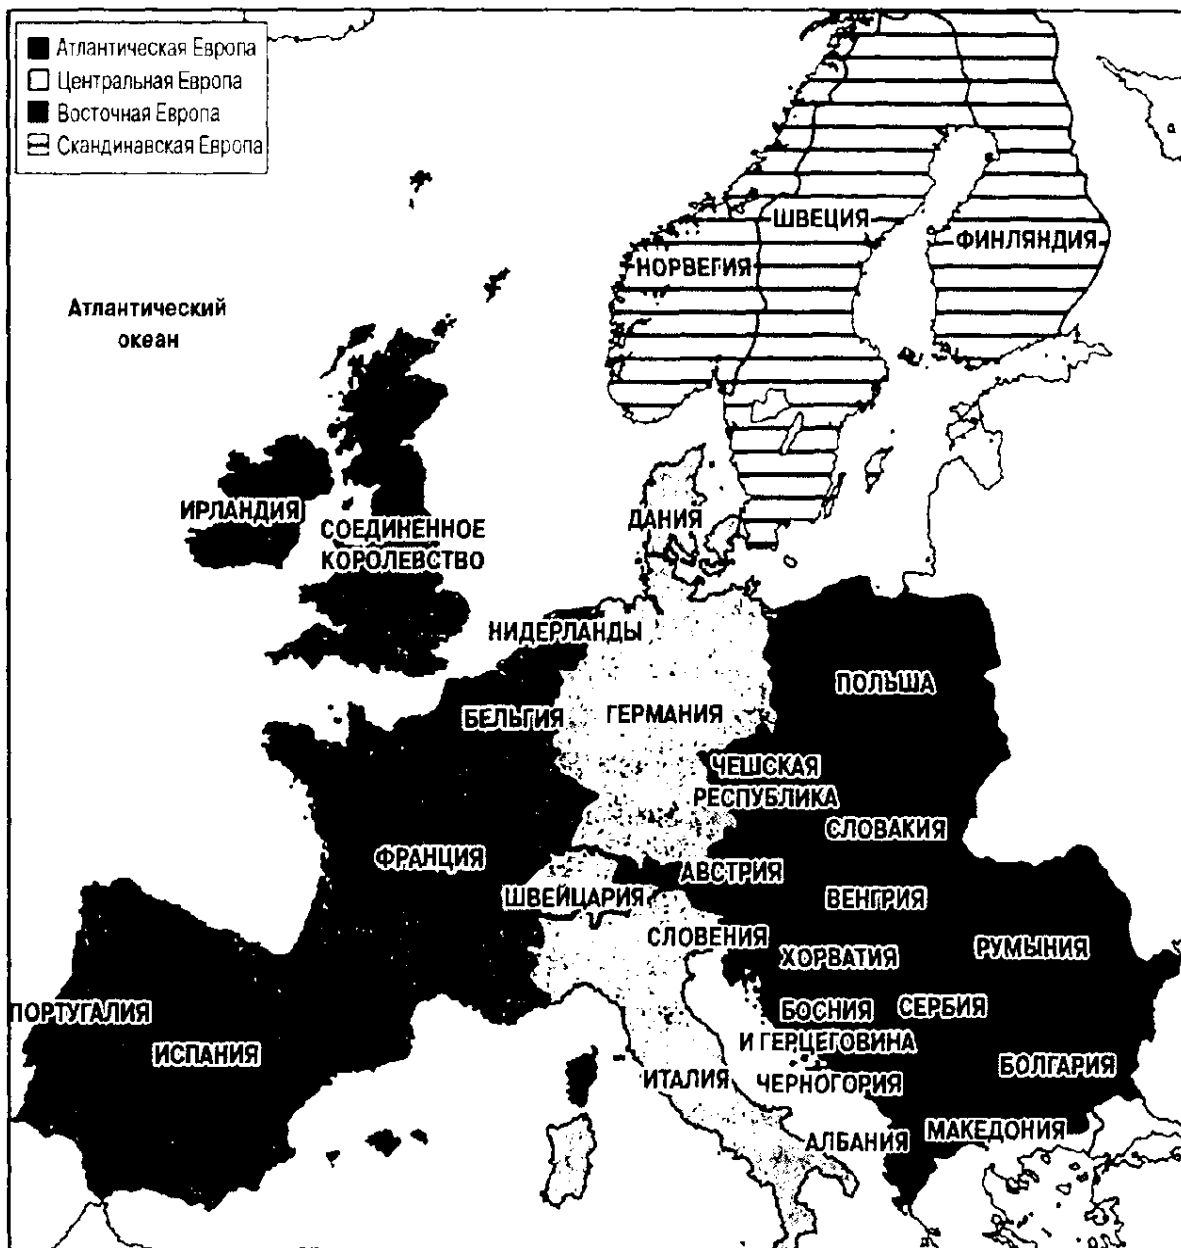 Атлантическая Европа
Центральная Европа
Восточная Европа
Скандинавская Европа
ШВЕЦИЯ
ФИНЛЯНДИЯ
НОРВЕГИЯ
Атлантический
океан
ИРЛАНДИЯ
СОЕДИНЕННОЕ
КОРОЛЕВСТВО
ДАНИЯ
НИДЕРЛАНДЫ
ПОЛЬША
БЕЛЬГИЯ
ГЕРМАНИЯ
ЧЕШСКАЯ
РЕСПУБЛИКА
СЛОВАКИЯ
ФРАНЦИЯ
АВСТРИЯ
ШВЕЙЦАРИЯ
ВЕНГРИЯ
СЛОВЕНИЯ
ХОРВАТИЯ
РУМЫНИЯ
ПОРТУГАЛИЯ
ИСПАНИЯ
БОСНИЯ
И ГЕРЦЕГОВИНА
СЕРБИЯ
БОЛГАРИЯ
ИТАЛИЯ
ЧЕРНОГОРИЯ
АЛБАНИЯ
МАКЕДОНИЯ